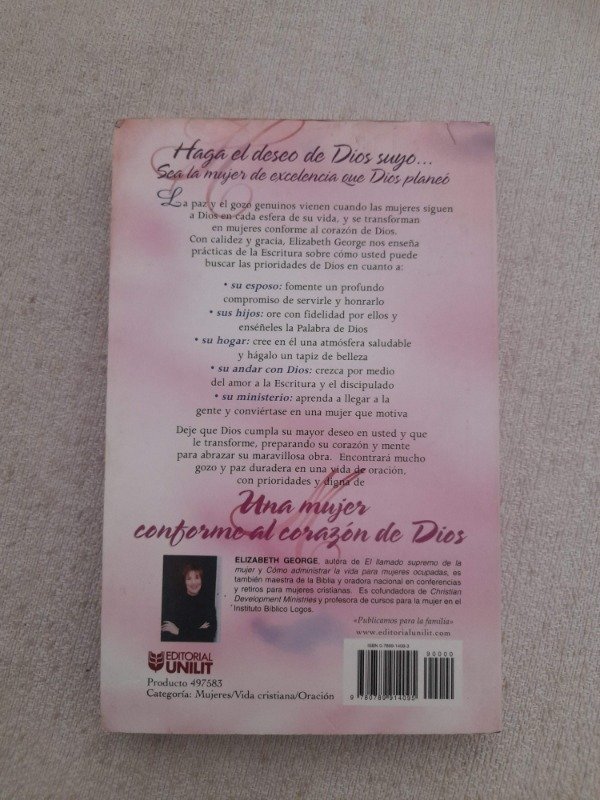 Haga el deseo de Dios suyo...
Sea la mujer de excelencia que Dios planeó
La paz y el gozo genuinos vienen cuando las mujeres siguen
a Dios en cada esfera de su vida, y se transforman
en mujeres conforme al corazón de Dios.
Con calidez y gracia, Elizabeth George nos enseña
prácticas de la Escritura sobre cómo usted puede
buscar las prioridades de Dios en cuanto a:
• su esposo: fomente un profundo
compromiso de servirle y honrarlo
• sus hijos: ore con fidelidad por ellos y
enséñeles la Palabra de Dios
• su hogar: cree en él una atmósfera saludable
y hágalo un tapiz de belleza
• su andar con Dios: crezca por medio
del amor a la Escritura y el discipulado
• su ministerio: aprenda a llegar a la
gente y conviértase en una mujer que motiva
Deje que Dios cumpla su mayor deseo en usted y que
le transforme, preparando su corazón y mente
para abrazar su maravillosa obra. Encontrará mucho
gozo y paz duradera en una vida de oración,
con prioridades y digna de
Una mujer
conforme al corazón de Dios
ELIZABETH GEORGE, autora de El llamado supremo de la
mujer y Cómo administrar la vida para mujeres ocupadas, es
también maestra de la Biblia y oradora nacional en conferencias
y retiros para mujeres cristianas. Es cofundadora de Christian
Development Ministries y profesora de cursos para la mujer en el
Instituto Bíblico Logos.
«Publicamos para la familia»
www.editorialunilit.com
EDITORIAL
UNILIT
Producto 497583
Categoría: Mujeres/Vida cristiana/Oración
ISBN 0-7899-1409-3
90000